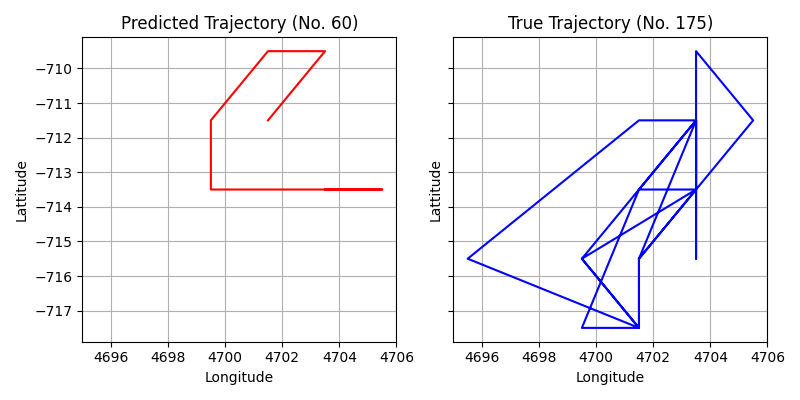 Predicted Trajectory (No. 60)
True Trajectory (No. 175)
Lattitude
−710
−711
−712
−713
−714
−715
−716
−717
4696 4698 4700 4702 4704 4706
Longitude
Lattitude
4696 4698 4700 4702 4704 4706
Longitude